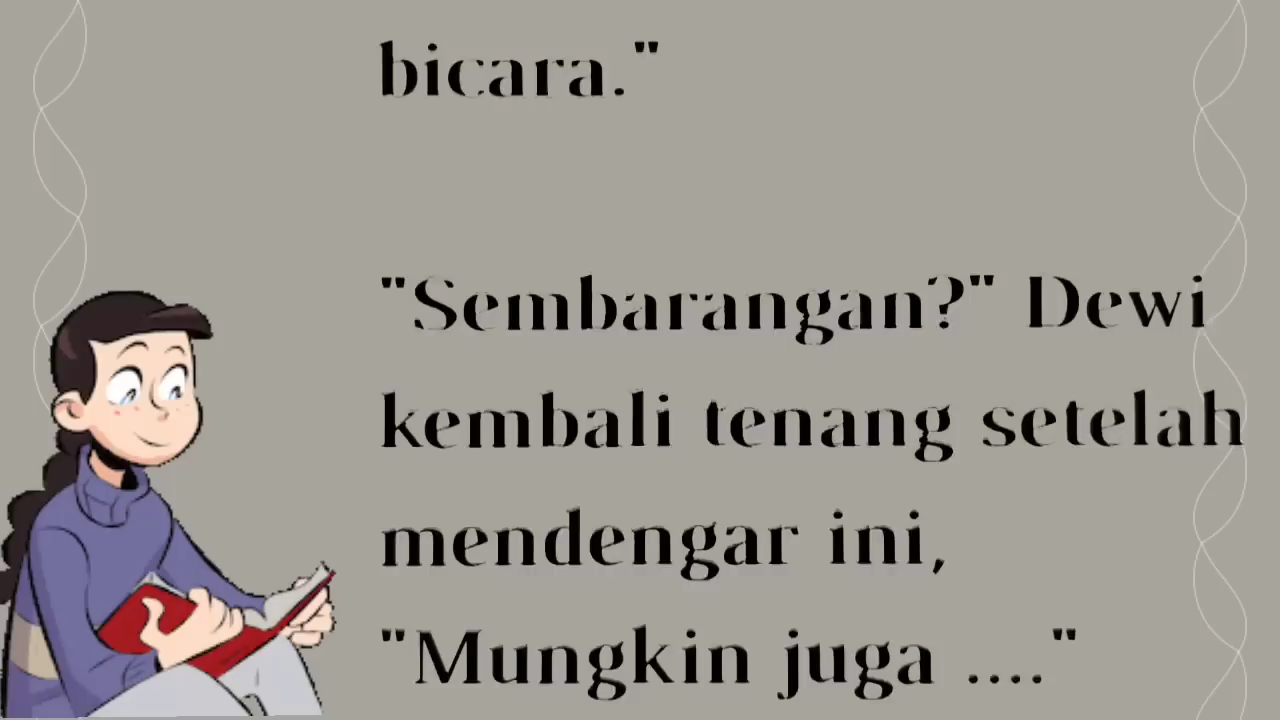 bicara."
"Sembarangan?" Dewi
kembali tenang setelah
mendengar ini,
"Mungkin juga ...."